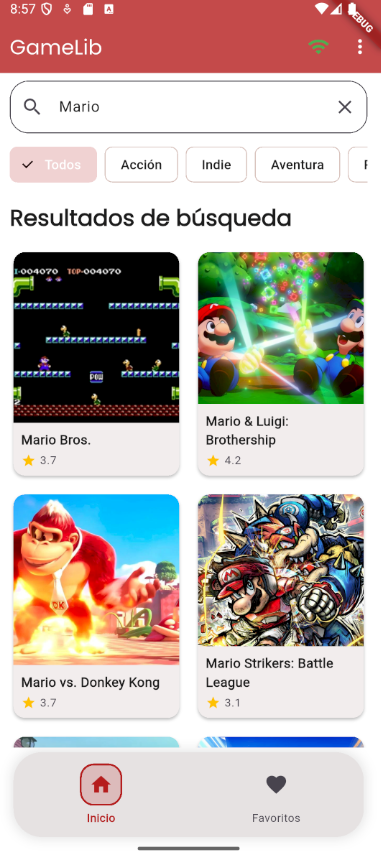 8:57
DEBUG
GameLib
Mario
Todos
Acción
Indie
Aventura
Resultados de búsqueda
I-004070 TOP-004070
POW
Mario Bros.
3.7
Mario & Luigi:
Brothership
4.2
DK
Mario vs. Donkey Kong
3.7
Mario Strikers: Battle
League
3.1
Inicio
Favoritos